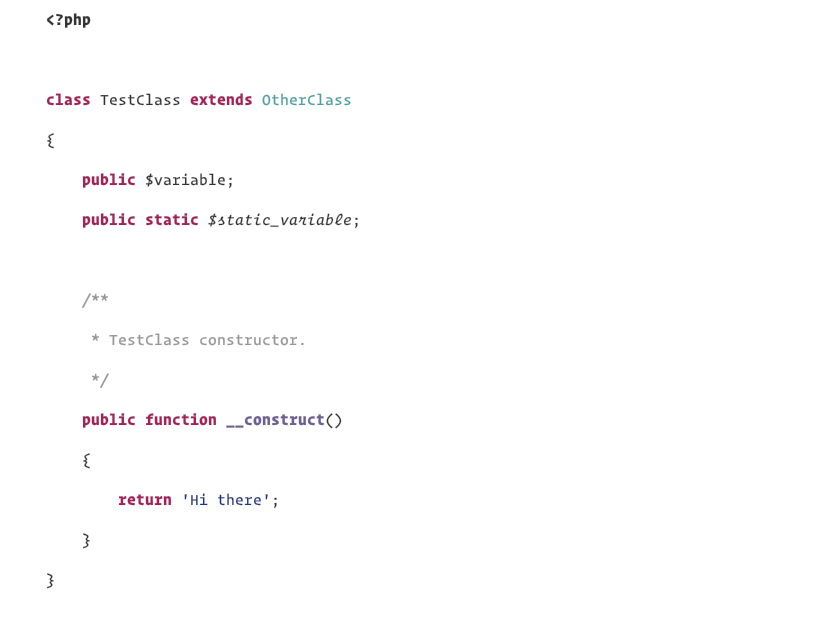 <?php
class TestClass extends OtherClass
{
    public $variable;
    public static $static_variable;
    /**
     * TestClass constructor.
     */
    public function __construct()
    {
        return 'Hi there';
    }
}